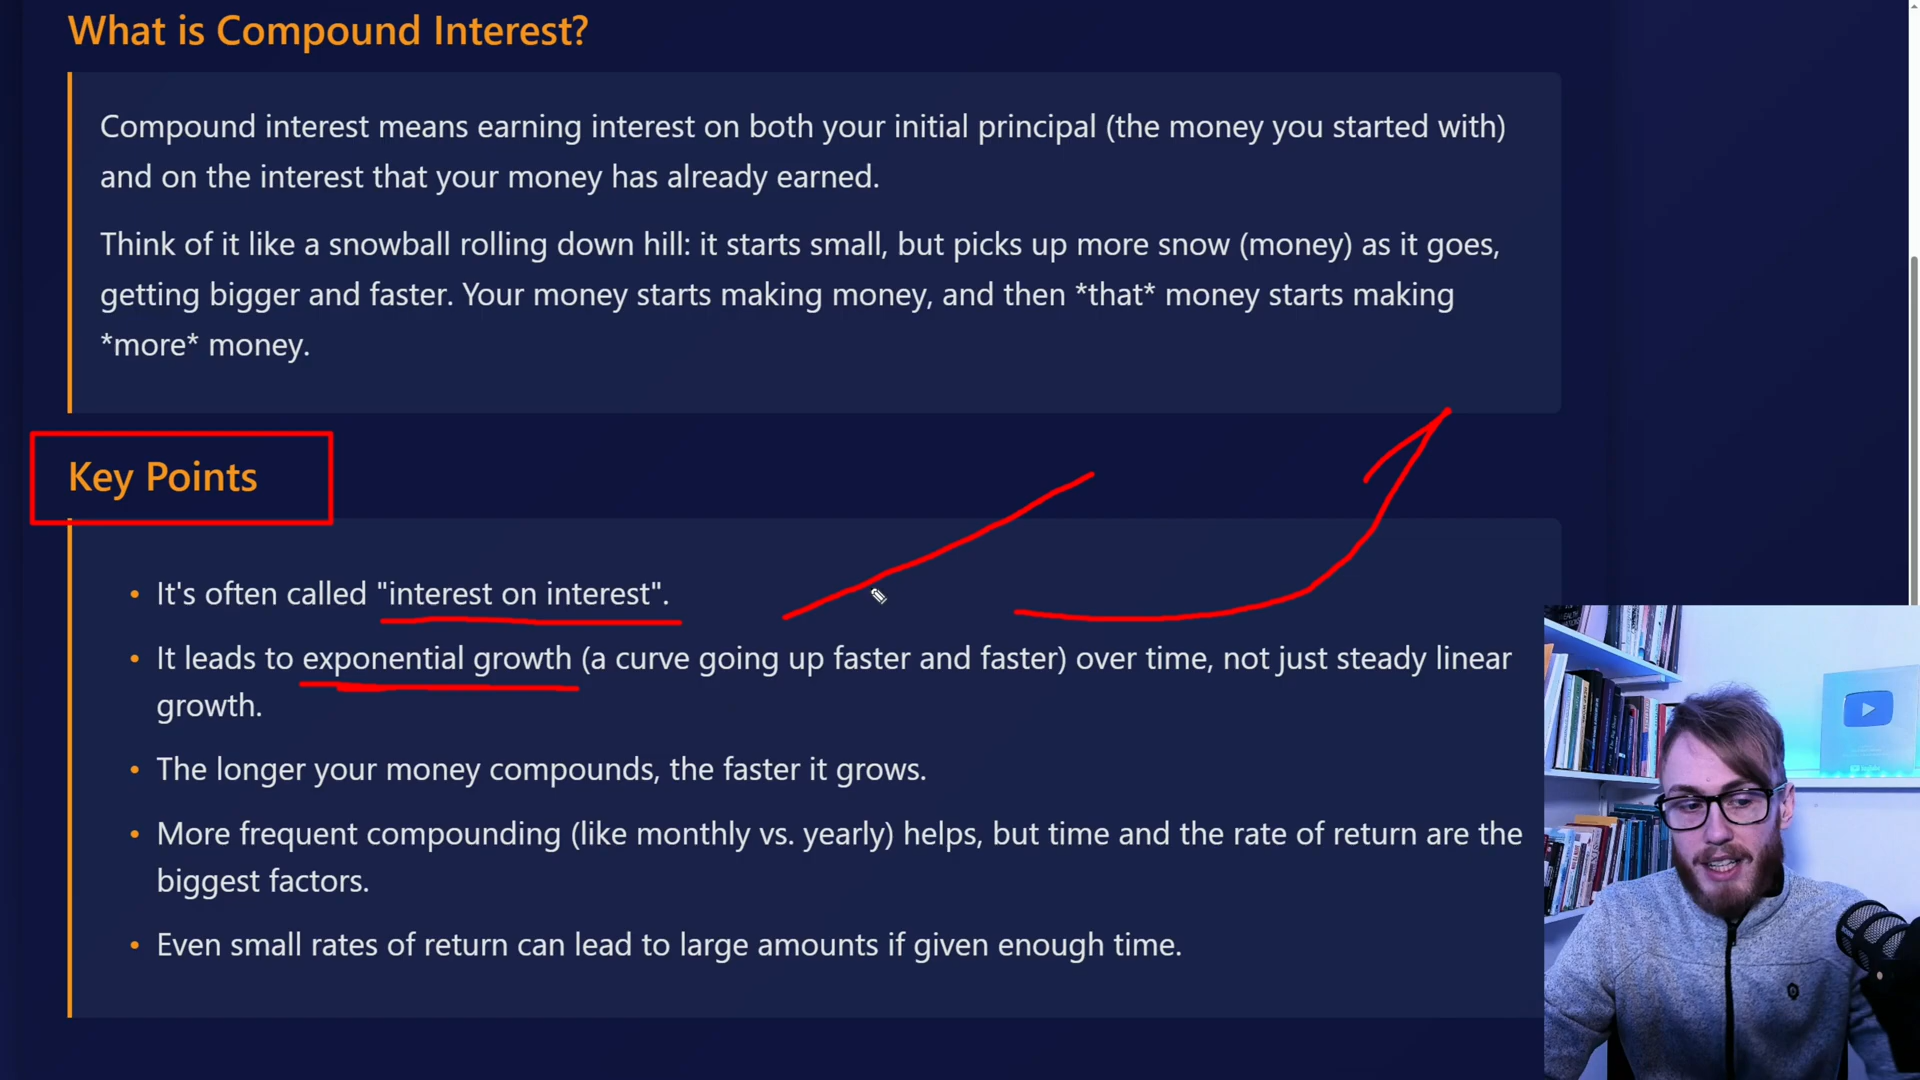 What is Compound Interest?
Compound interest means earning interest on both your initial principal (the money you started with)
and on the interest that your money has already earned.
Think of it like a snowball rolling down hill: it starts small, but picks up more snow (money) as it goes,
getting bigger and faster. Your money starts making money, and then *that* money starts making
*more* money.
Key Points
• It's often called "interest on interest".
• It leads to exponential growth (a curve going up faster and faster) over time, not just steady linear
growth.
• The longer your money compounds, the faster it grows.
• More frequent compounding (like monthly vs. yearly) helps, but time and the rate of return are the
biggest factors.
• Even small rates of return can lead to large amounts if given enough time.